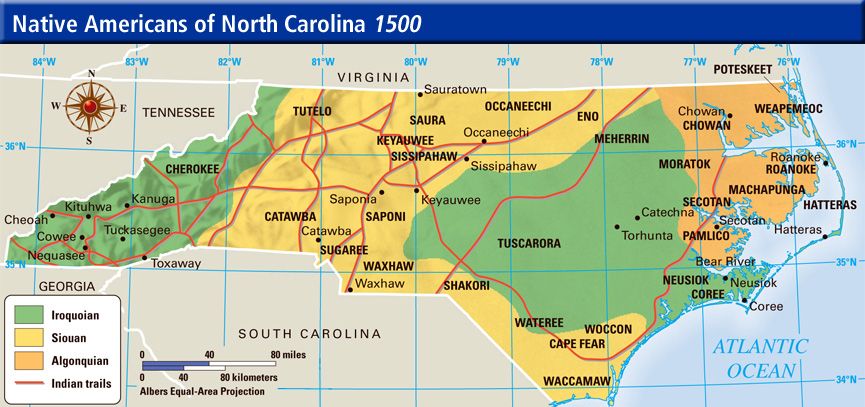 Native Americans of North Carolina 1500
84°W
83°W
82°W
81°W
80°W
79°W
78°W
77°W
76°W
N
W
E
S
VIRGINIA
TENNESSEE
POTESKEET
Sauratown
TUTELO
SAURA
OCCANEECHI
ENO
Chowan
CHOWAN
WEAPEMEOC
36°N
36°N
KEYAUWEE
Occaneechi
MEHERRIN
SISSIPAHAW
Sissipahaw
CHEROKEE
MORATOK
Roanoke
ROANOKE
MACHAPUNGA
Kituhwa
Kanuga
Saponla
Keyauwee
SECOTAN
HATTERAS
Cheoah
CATAWBA
SAPONI
Catechna
Secotan
Cowee
Tuckasegee
Catawba
Torhunta
PAMLICO
Hatteras
Nequasee
SUGAREE
TUSCARORA
35°N
Toxaway
WAXHAW
Bear River
35°N
GEORGIA
Waxhaw
SHAKORI
NEUSIOK
Neusiok
COREE
Coree
Iroquoian
Siouan
Algonquian
Indian trails
SOUTH CAROLINA
WATEREE
WOCCON
CAPE FEAR
WACCAMAW
ATLANTIC
OCEAN
34°N
0
40
80 miles
0
40
80 kilometers
Albers Equal-Area Projection